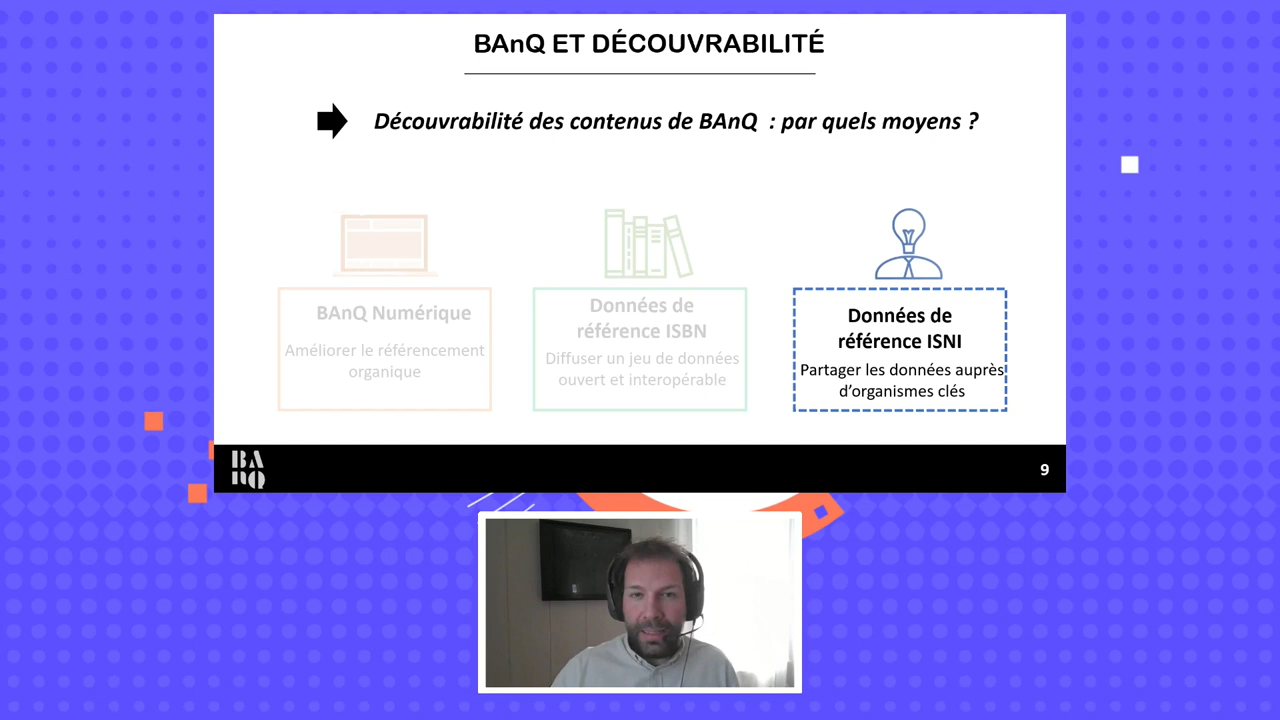 BAnQ ET DÉCOUVRABILITÉ
Découvrabilité des contenus de BAnQ : par quels moyens ?
BAnQ Numérique
Améliorer le référencement
organique
Données de
référence ISBN
Diffuser un jeu de données
ouvert et interopérable
Données de
référence ISNI
Partager les données auprès
d'organismes clés
BA
nQ
9